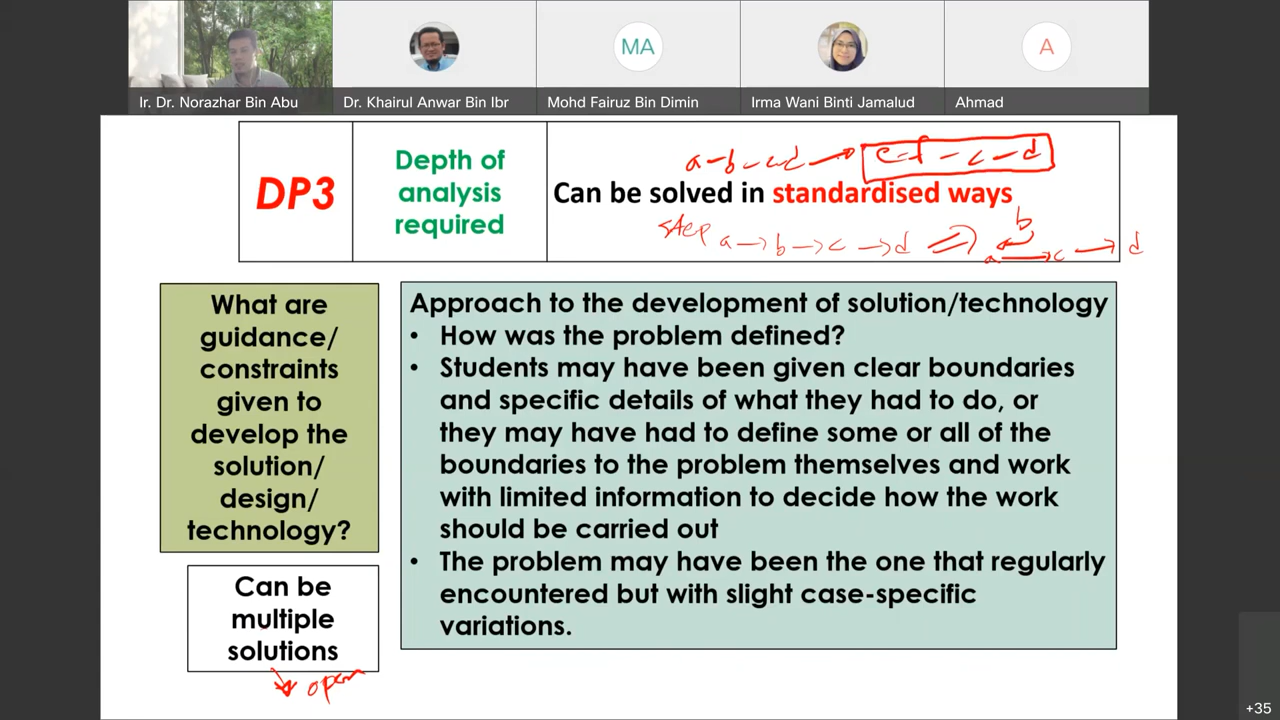 Ir. Dr. Norazhar Bin Abu
Dr. Khairul Anwar Bin Ibr
MA
Mohd Fairuz Bin Dimin
Irma Wani Binti Jamalud
A
Ahmad
DP3
Depth of
analysis
required
Can be solved in standardised ways
step a → b → c → d ⇒ a → c → d
b
What are
guidance/
constraints
given to
develop the
solution/
design/
technology?
Approach to the development of solution/technology
• How was the problem defined?
• Students may have been given clear boundaries
and specific details of what they had to do, or
they may have had to define some or all of the
boundaries to the problem themselves and work
with limited information to decide how the work
should be carried out
• The problem may have been the one that regularly
encountered but with slight case-specific
variations.
Can be
multiple
solutions
open
+35